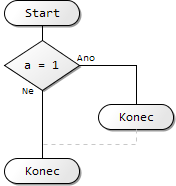 Start
Ano
a = 1
Ne
Konec
Konec